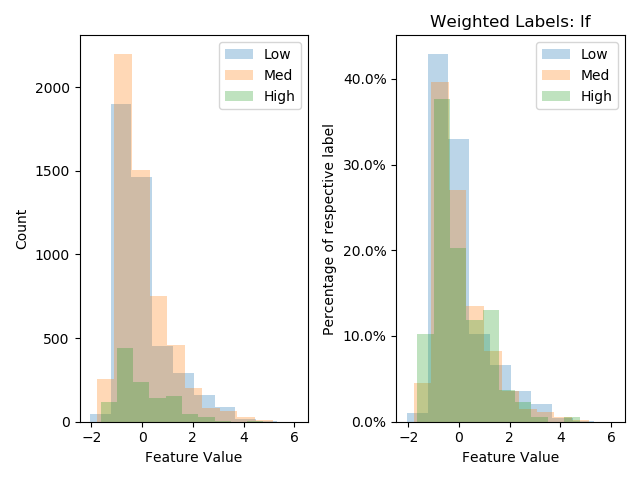 Weighted Labels: If
Low
Med
High
Low
Med
High
Count
Percentage of respective label
0
500
1000
1500
2000
0.0%
10.0%
20.0%
30.0%
40.0%
−2 0 2 4 6
−2 0 2 4 6
Feature Value
Feature Value